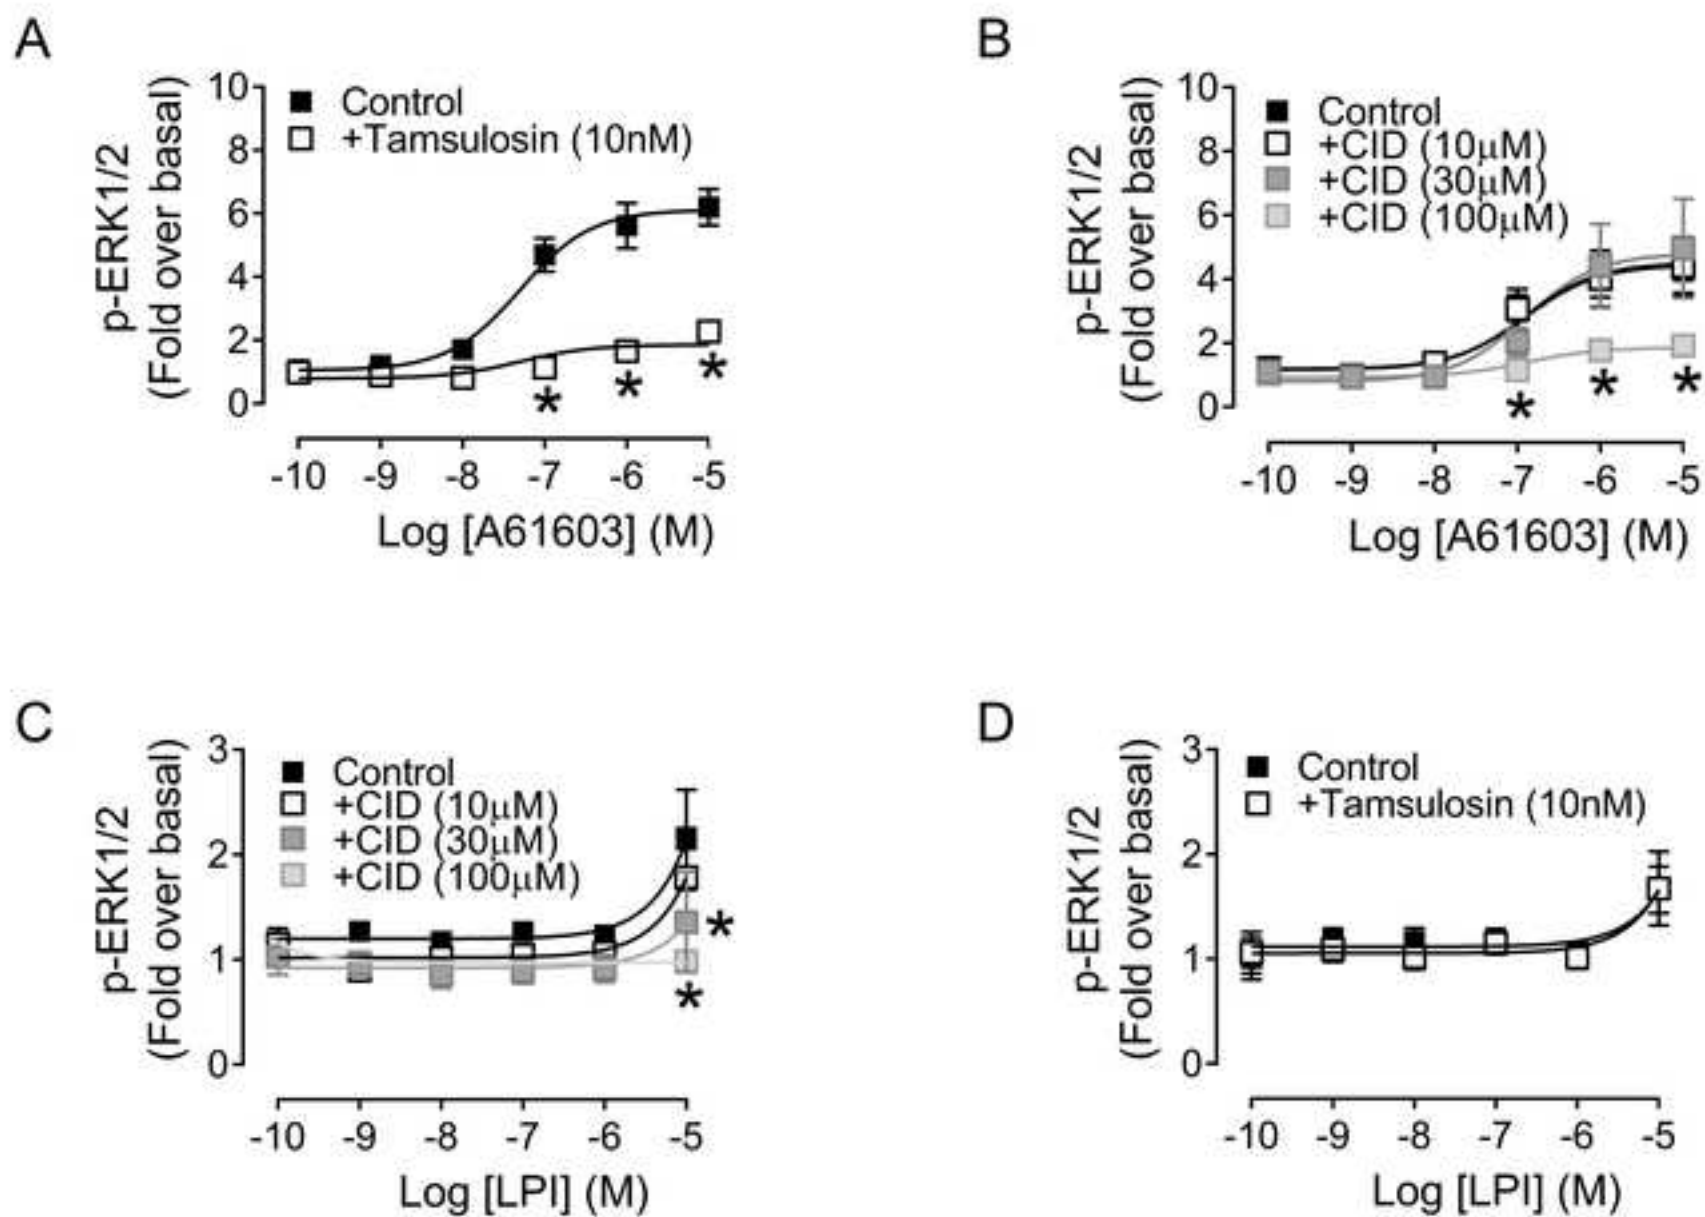 A
p-ERK1/2
(Fold over basal)
10
8
6
4
2
0
Control
+Tamsulosin (10nM)
*
*
*
-10 -9 -8 -7 -6 -5
Log [A61603] (M)
B
p-ERK1/2
(Fold over basal)
10
8
6
4
2
0
Control
+CID (10μM)
+CID (30μM)
+CID (100μM)
*
*
*
-10 -9 -8 -7 -6 -5
Log [A61603] (M)
C
p-ERK1/2
(Fold over basal)
3
2
1
0
Control
+CID (10μM)
+CID (30μM)
+CID (100μM)
*
*
-10 -9 -8 -7 -6 -5
Log [LPI] (M)
D
p-ERK1/2
(Fold over basal)
3
2
1
0
Control
+Tamsulosin (10nM)
-10 -9 -8 -7 -6 -5
Log [LPI] (M)